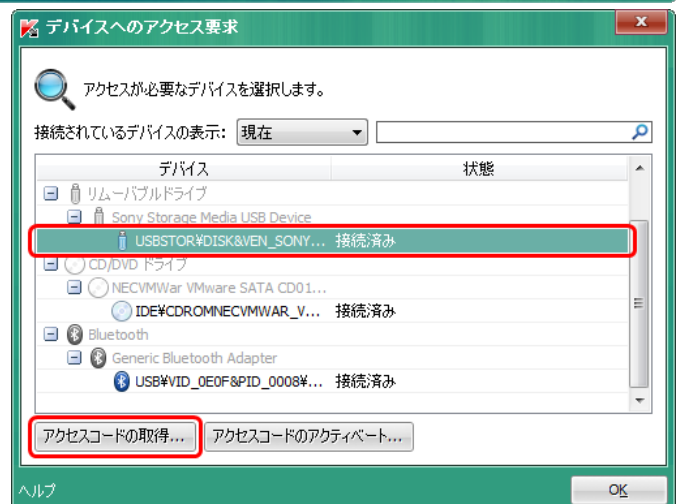 デバイスへのアクセス要求
アクセスが必要なデバイスを選択します。
接続されているデバイスの表示: 現在
デバイス 状態
リムーバブルドライブ
Sony Storage Media USB Device
USBSTOR¥DISK&VEN_SONY... 接続済み
CD/DVD ドライブ
NECVMWar VMware SATA CD01...
IDE¥CDROMNECVMWAR_V... 接続済み
Bluetooth
Generic Bluetooth Adapter
USB¥VID_0E0F&PID_0008¥... 接続済み
アクセスコードの取得... アクセスコードのアクティベート...
ヘルプ OK